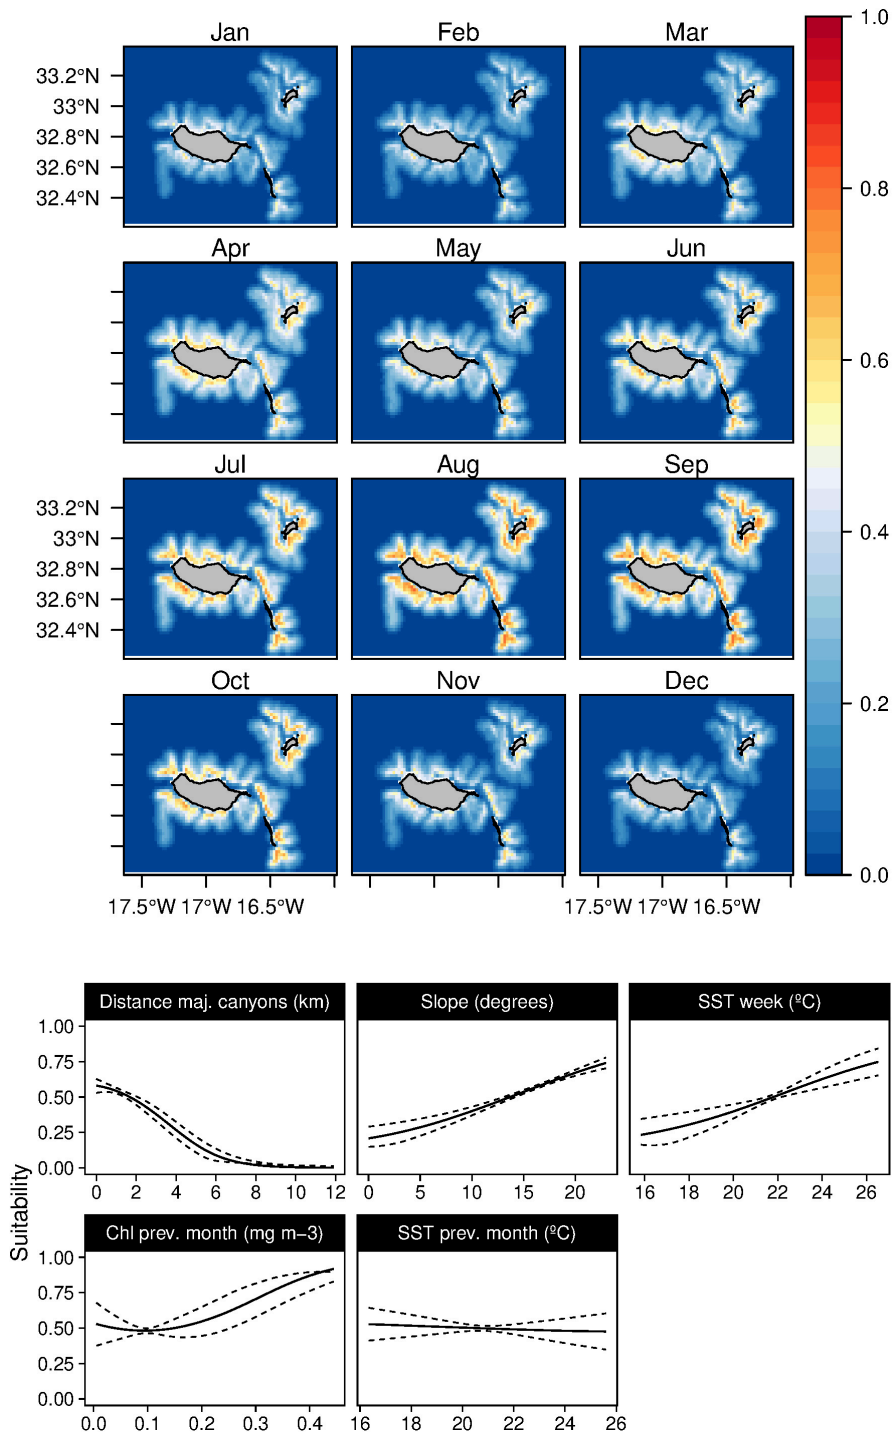 Jan Feb Mar
1.0
33.2°N
33°N
32.8°N
32.6°N
32.4°N
0.8
Apr May Jun
0.6
Jul Aug Sep
33.2°N
33°N
32.8°N
32.6°N
32.4°N
0.4
Oct Nov Dec
0.2
0.0
17.5°W 17°W 16.5°W 17.5°W 17°W 16.5°W
Distance maj. canyons (km) Slope (degrees) SST week (ºC)
1.00
0.75
0.50
0.25
0.00
0 2 4 6 8 10 12 0 5 10 15 20 16 18 20 22 24 26
Suitability
Chl prev. month (mg m−3) SST prev. month (ºC)
1.00
0.75
0.50
0.25
0.00
0.0 0.1 0.2 0.3 0.4 16 18 20 22 24 26